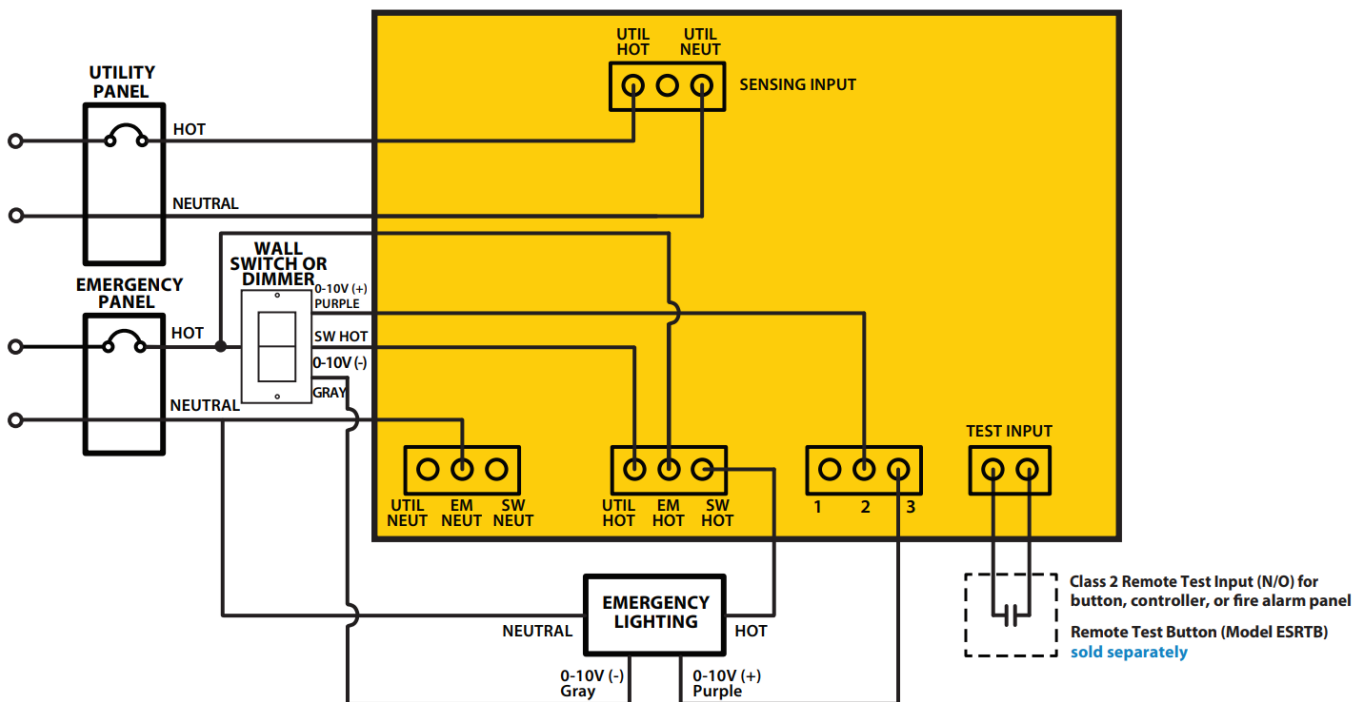 UTIL
HOT
UTIL
NEUT
SENSING INPUT
UTILITY
PANEL
HOT
NEUTRAL
WALL
SWITCH OR
DIMMER
0-10V (+)
PURPLE
EMERGENCY
PANEL
HOT
SW HOT
0-10V (-)
GRAY
NEUTRAL
UTIL
NEUT
EM
NEUT
SW
NEUT
UTIL
HOT
EM
HOT
SW
HOT
1
2
3
TEST INPUT
EMERGENCY
LIGHTING
NEUTRAL
HOT
0-10V (-)
Gray
0-10V (+)
Purple
Class 2 Remote Test Input (N/O) for
button, controller, or fire alarm panel
Remote Test Button (Model ESRTB)
sold separately